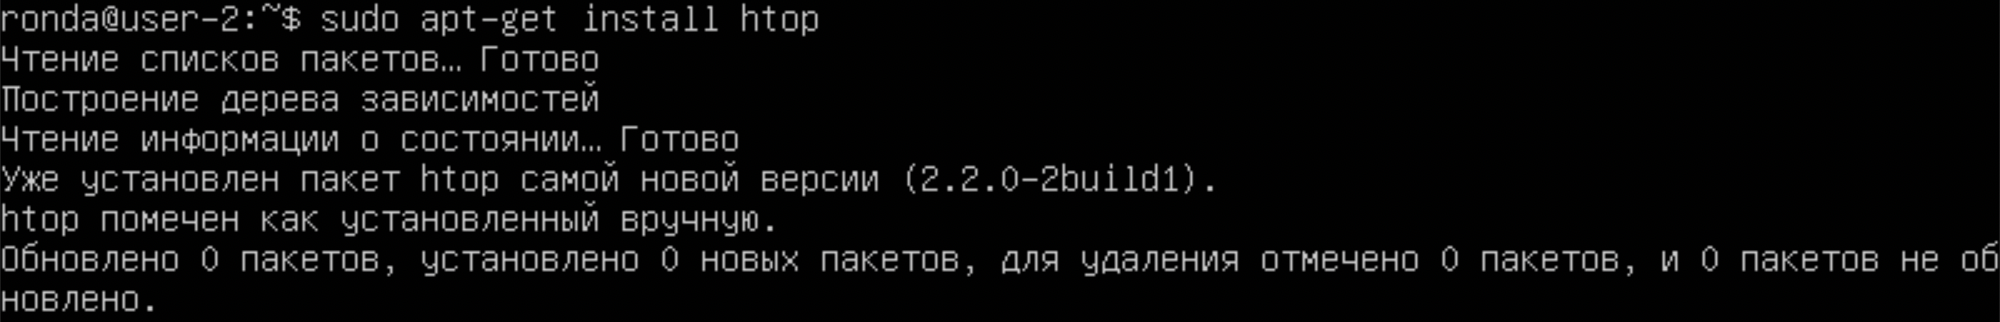 ronda@user-2:~$ sudo apt-get install htop
Чтение списков пакетов… Готово
Построение дерева зависимостей
Чтение информации о состоянии… Готово
Уже установлен пакет htop самой новой версии (2.2.0-2build1).
htop помечен как установленный вручную.
Обновлено 0 пакетов, установлено 0 новых пакетов, для удаления отмечено 0 пакетов, и 0 пакетов не об
новлено.